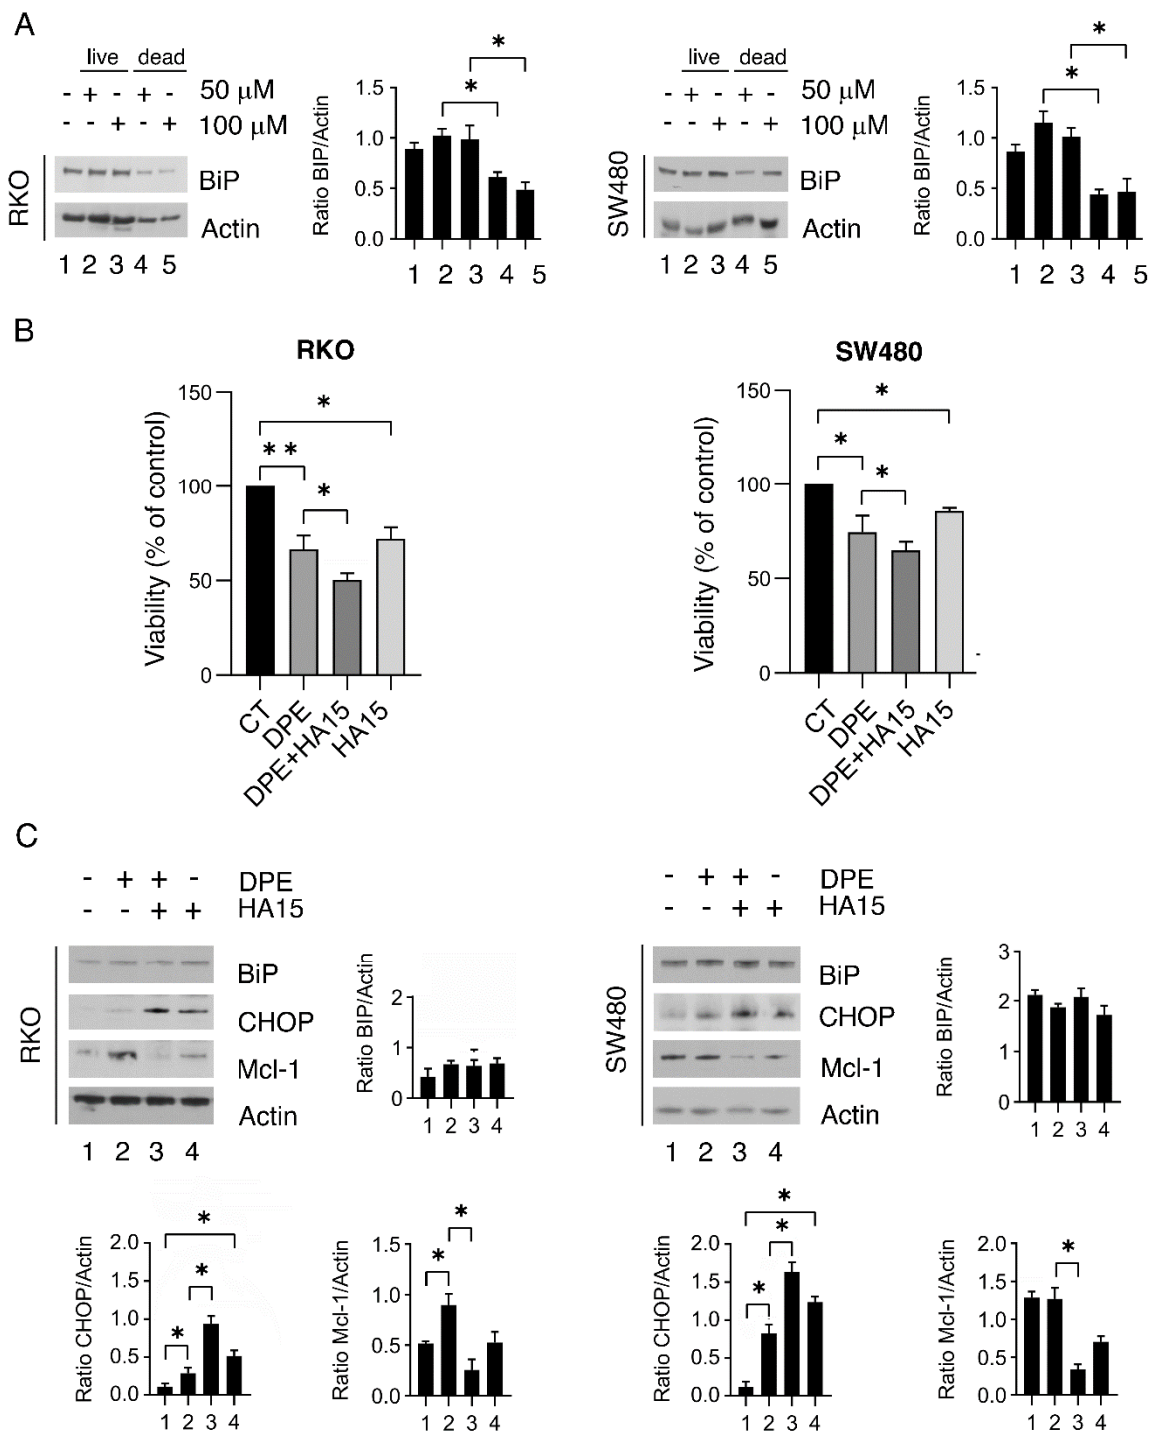 A
live dead
- + - + - 50 µM
- - + - + 100 µM
RKO
BiP
Actin
1 2 3 4 5
Ratio BIP/Actin
1.5
1.0
0.5
0.0
* *
1 2 3 4 5
live dead
- + - + - 50 µM
- - + - + 100 µM
SW480
BiP
Actin
1 2 3 4 5
Ratio BIP/Actin
1.5
1.0
0.5
0.0
* *
1 2 3 4 5
B
RKO
Viability (% of control)
150
100
50
0
*
* *
*
CT
DPE
DPE+HA15
HA15
SW480
Viability (% of control)
150
100
50
0
*
*
*
CT
DPE
DPE+HA15
HA15
C
- + + - DPE
- - + + HA15
RKO
BiP
CHOP
Mcl-1
Actin
1 2 3 4
Ratio BIP/Actin
2
1
0
1 2 3 4
- + + - DPE
- - + + HA15
SW480
BiP
CHOP
Mcl-1
Actin
1 2 3 4
Ratio BIP/Actin
3
2
1
0
1 2 3 4
Ratio CHOP/Actin
2.0
1.5
1.0
0.5
0.0
*
*
*
1 2 3 4
Ratio Mcl-1/Actin
1.5
1.0
0.5
0.0
*
*
1 2 3 4
Ratio CHOP/Actin
2.0
1.5
1.0
0.5
0.0
*
*
*
1 2 3 4
Ratio Mcl-1/Actin
2.0
1.5
1.0
0.5
0.0
*
1 2 3 4